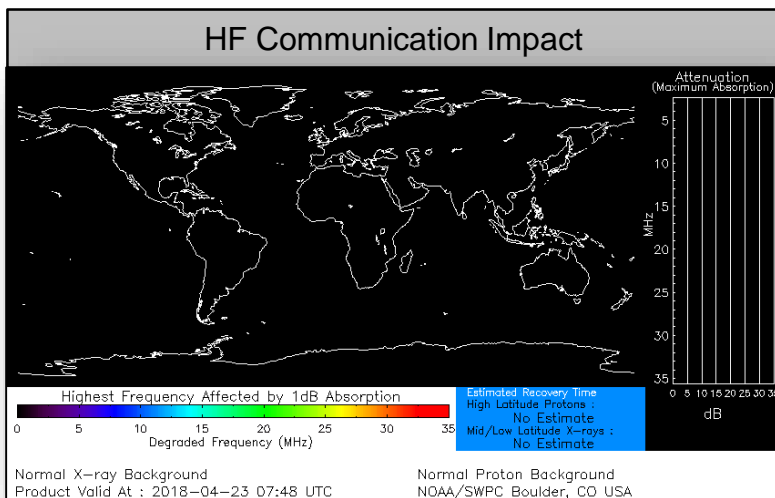 HF Communication Impact
Attenuation
(Maximum Absorption)
5
10
15
20
25
30
35
MHz
0 5 10 15 20 25 30 35
dB
Highest Frequency Affected by 1dB Absorption
0 5 10 15 20 25 30 35
Degraded Frequency (MHz)
Estimated Recovery Time
High Latitude Protons :
No Estimate
Mid/Low Latitude X-rays :
No Estimate
Normal X-ray Background
Product Valid At : 2018-04-23 07:48 UTC
Normal Proton Background
NOAA/SWPC Boulder, CO USA